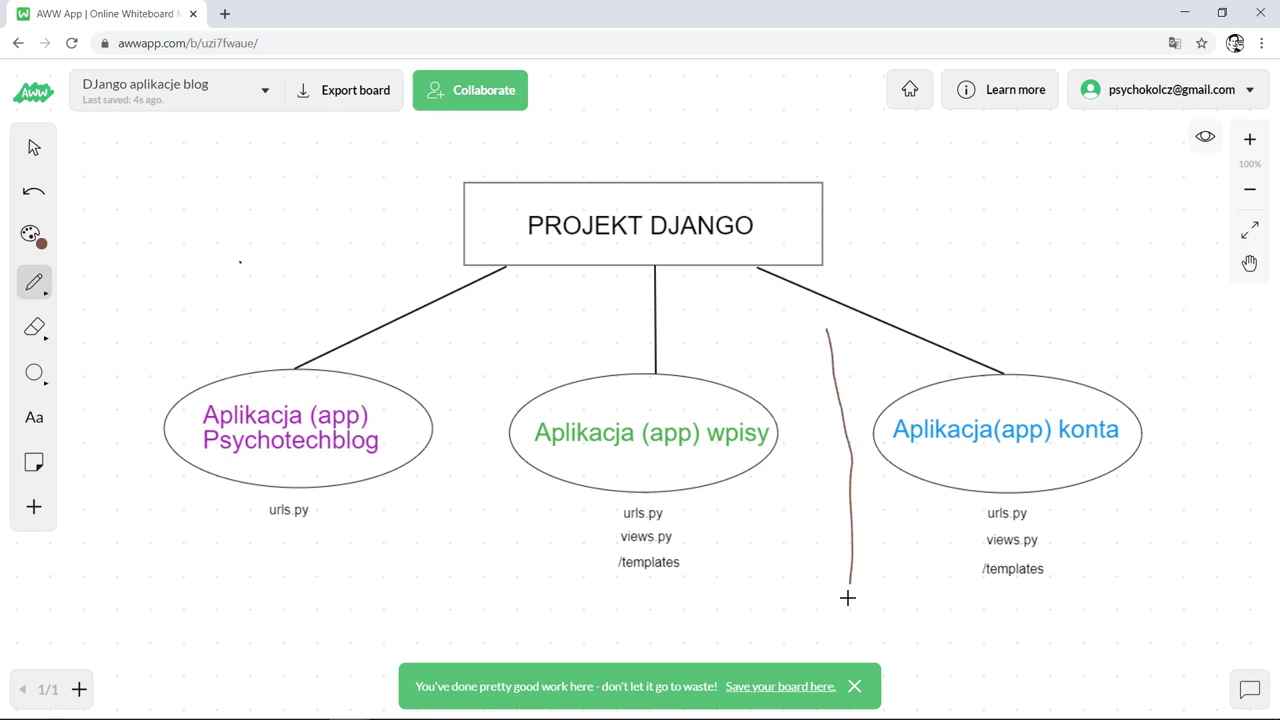 AWW App | Online Whiteboard f
awwapp.com/b/uzi7fwaue/
AWW
DJango aplikacje blog
Last saved: 4s ago.
Export board
Collaborate
Learn more
psychokolcz@gmail.com
100%
PROJEKT DJANGO
Aplikacja (app)
Psychotechblog
Aplikacja (app) wpisy
Aplikacja(app) konta
urls.py
urls.py
views.py
/templates
urls.py
views.py
/templates
Aa
1/1
You've done pretty good work here - don't let it go to waste! Save your board here.